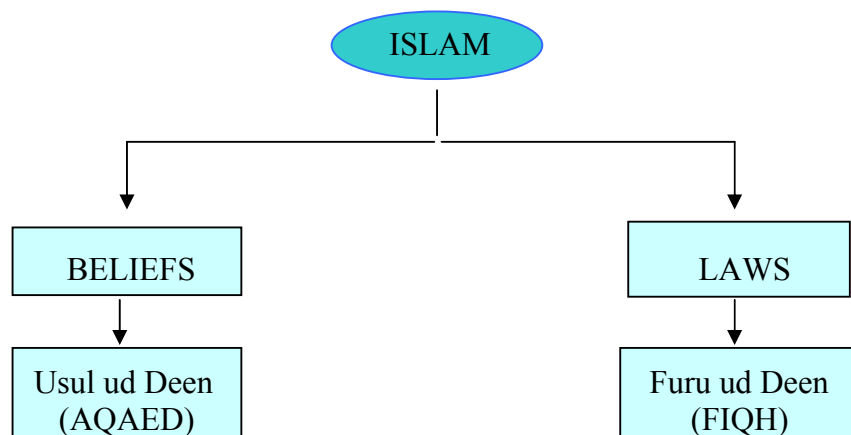 ISLAM
BELIEFS
LAWS
Usul ud Deen
(AQAED)
Furu ud Deen
(FIQH)